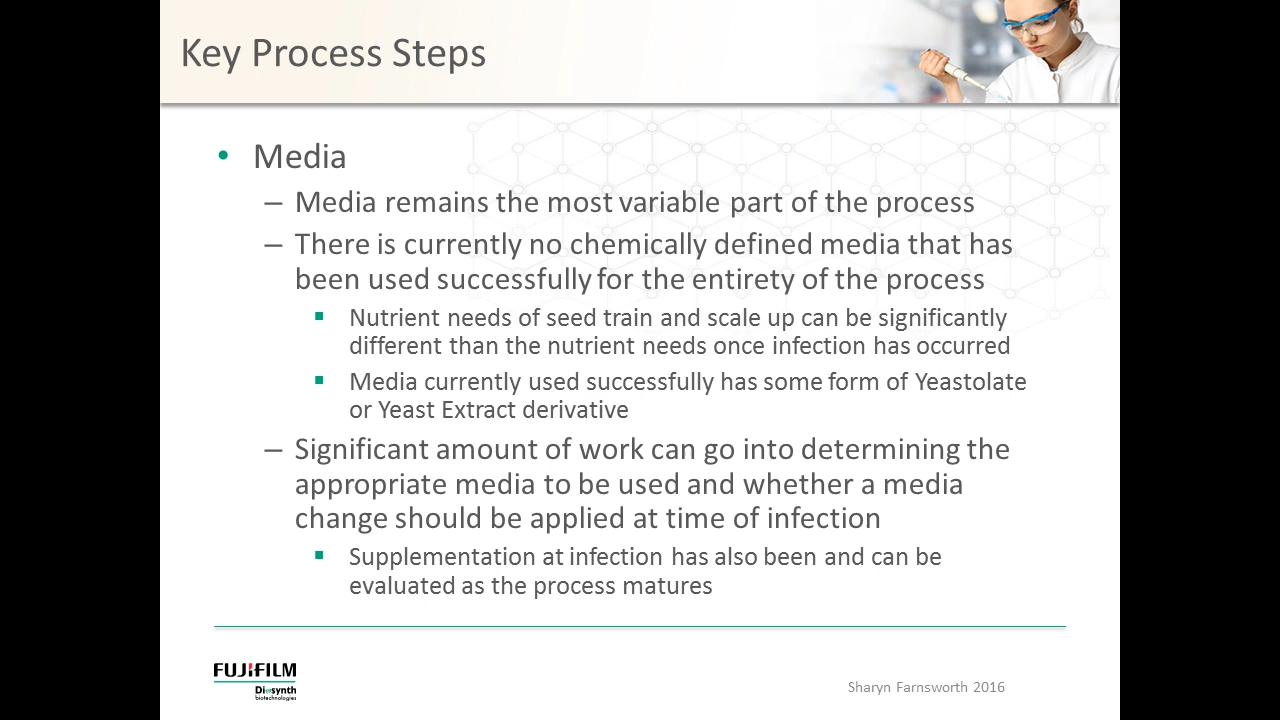 Key Process Steps
• Media
– Media remains the most variable part of the process
– There is currently no chemically defined media that has
been used successfully for the entirety of the process
▪ Nutrient needs of seed train and scale up can be significantly
different than the nutrient needs once infection has occurred
▪ Media currently used successfully has some form of Yeastolate
or Yeast Extract derivative
– Significant amount of work can go into determining the
appropriate media to be used and whether a media
change should be applied at time of infection
▪ Supplementation at infection has also been and can be
evaluated as the process matures
FUJIFILM
Diosynth
biotechnologies
Sharyn Farnsworth 2016